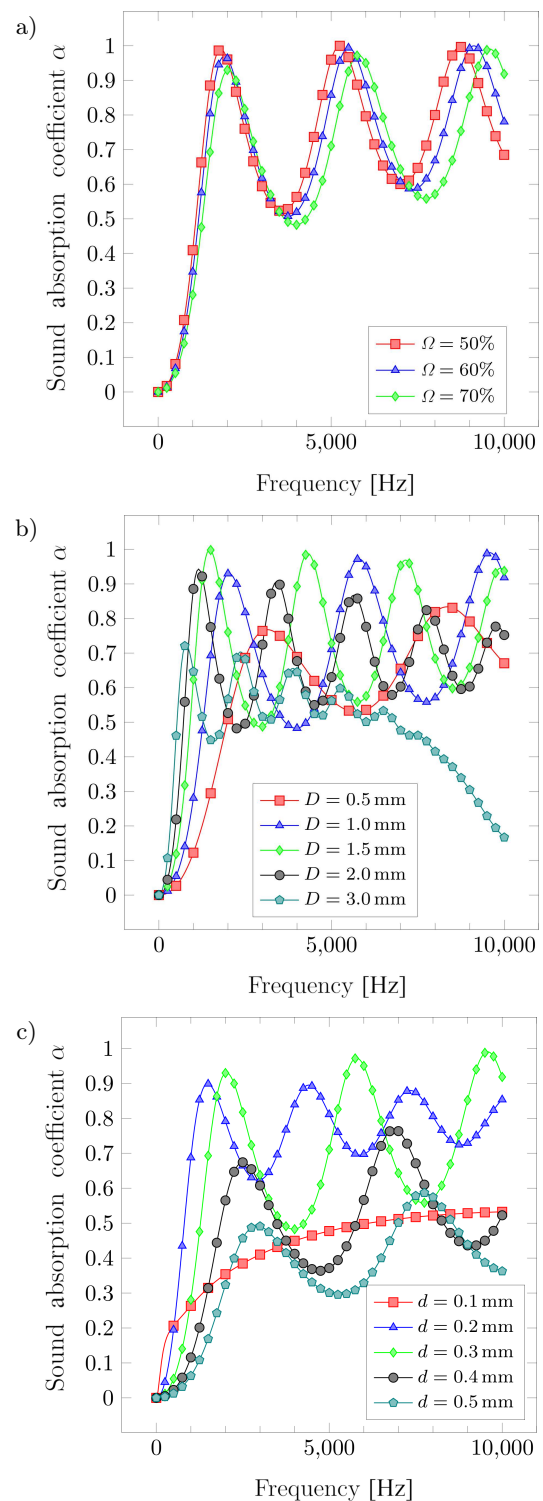 a)
Sound absorption coefficient α
1
0.9
0.8
0.7
0.6
0.5
0.4
0.3
0.2
0.1
0
Ω = 50%
Ω = 60%
Ω = 70%
0 5,000 10,000
Frequency [Hz]
b)
Sound absorption coefficient α
1
0.9
0.8
0.7
0.6
0.5
0.4
0.3
0.2
0.1
0
D = 0.5 mm
D = 1.0 mm
D = 1.5 mm
D = 2.0 mm
D = 3.0 mm
0 5,000 10,000
Frequency [Hz]
c)
Sound absorption coefficient α
1
0.9
0.8
0.7
0.6
0.5
0.4
0.3
0.2
0.1
0
d = 0.1 mm
d = 0.2 mm
d = 0.3 mm
d = 0.4 mm
d = 0.5 mm
0 5,000 10,000
Frequency [Hz]